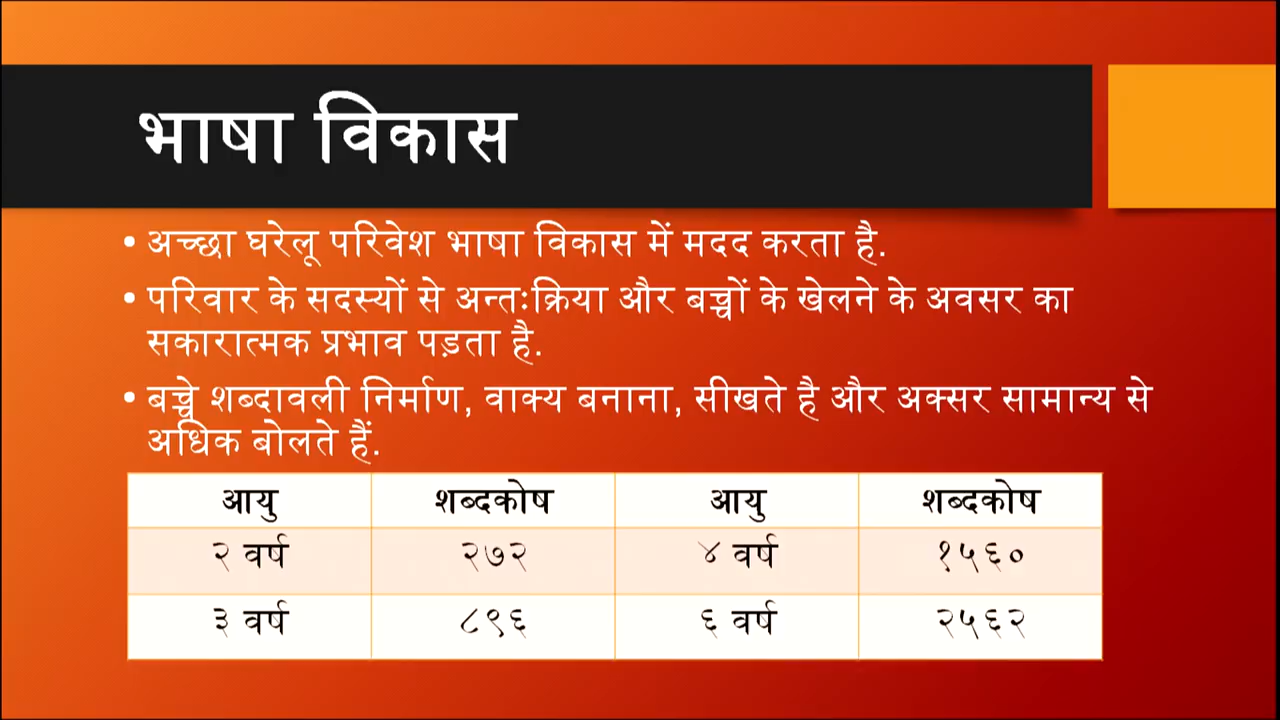 भाषा विकास
• अच्छा घरेलू परिवेश भाषा विकास में मदद करता है.
• परिवार के सदस्यों से अन्तःक्रिया और बच्चों के खेलने के अवसर का
सकारात्मक प्रभाव पड़ता है.
• बच्चे शब्दावली निर्माण, वाक्य बनाना, सीखते है और अक्सर सामान्य से
अधिक बोलते हैं.
आयु शब्दकोष आयु शब्दकोष
२ वर्ष २७२ ४ वर्ष १५६०
३ वर्ष ८९६ ६ वर्ष २५६२